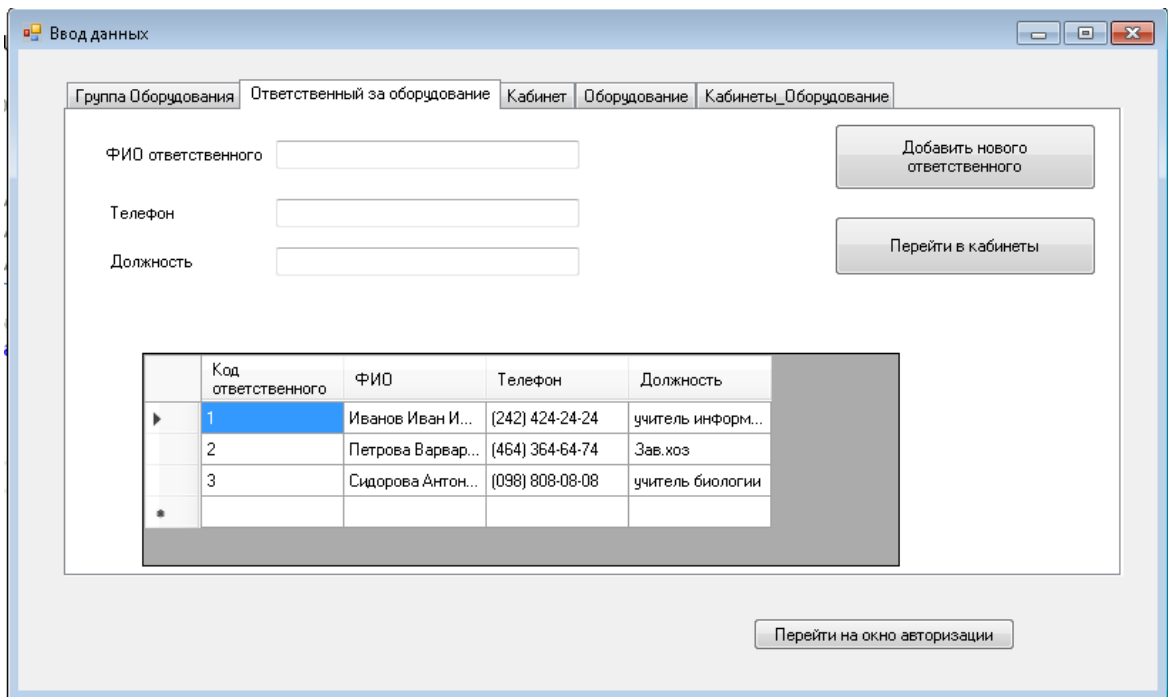 Ввод данных
Группа Оборудования Ответственный за оборудование Кабинет Оборудование Кабинеты_Оборудование
ФИО ответственного
Добавить нового
ответственного
Телефон
Перейти в кабинеты
Должность
Код
ответственного ФИО Телефон Должность
1 Иванов Иван И... (242) 424-24-24 учитель информ...
2 Петрова Варвар... (464) 364-64-74 Зав.хоз
3 Сидорова Антон... (098) 808-08-08 учитель биологии
Перейти на окно авторизации